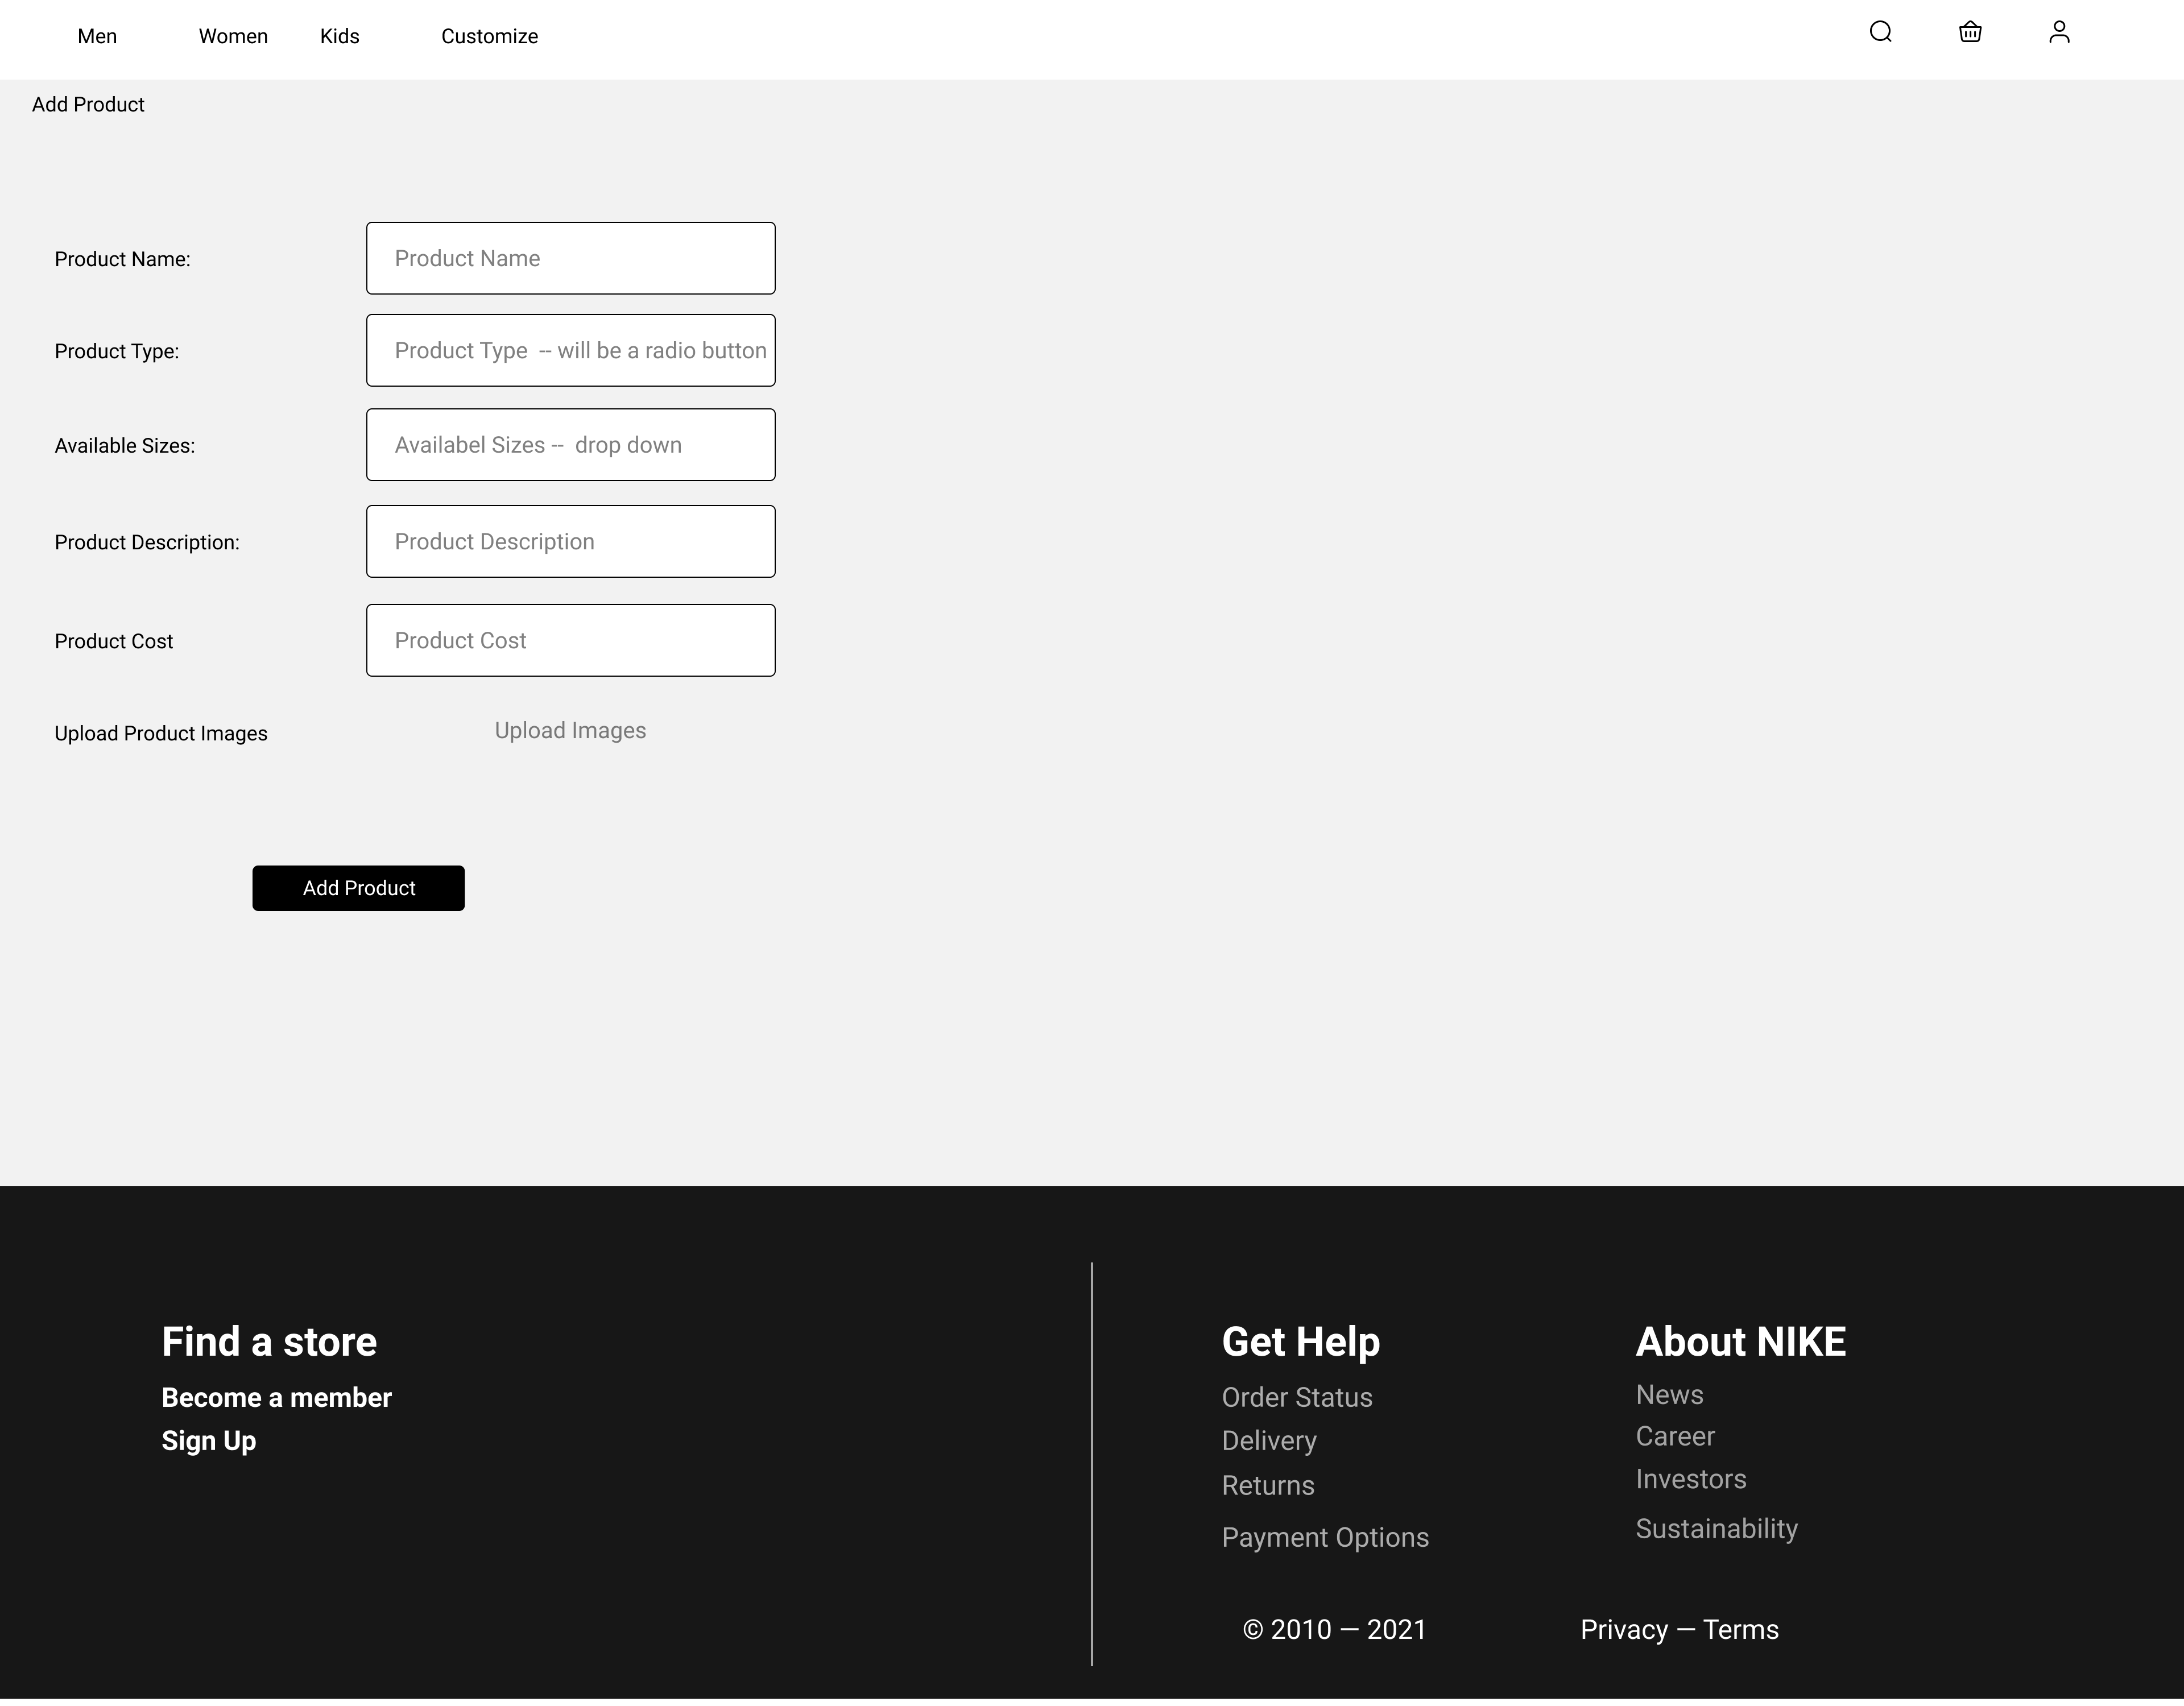 Men Women Kids Customize
Add Product
Product Name: Product Name
Product Type: Product Type -- will be a radio button
Available Sizes: Availabel Sizes -- drop down
Product Description: Product Description
Product Cost Product Cost
Upload Product Images Upload Images
Add Product
Find a store
Become a member
Sign Up
Get Help
Order Status
Delivery
Returns
Payment Options
About NIKE
News
Career
Investors
Sustainability
© 2010 — 2021 Privacy — Terms